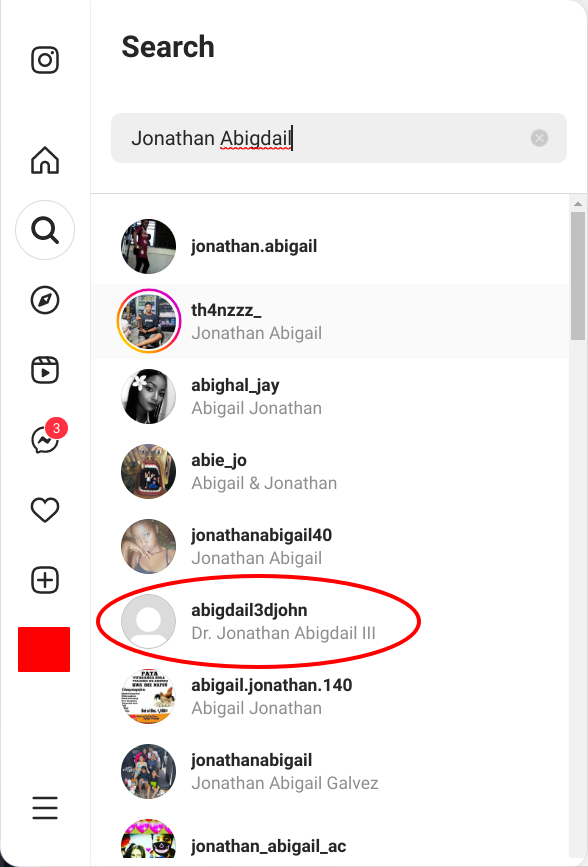 Search
Jonathan Abigdail
jonathan.abigail
th4nzzz_
Jonathan Abigail
abighal_jay
Abigail Jonathan
abie_jo
Abigail & Jonathan
3
jonathanabigail40
Jonathan Abigail
abigdail3djohn
Dr. Jonathan Abigdail III
PATA
abigail.jonathan.140
Abigail Jonathan
jonathanabigail
Jonathan Abigail Galvez
jonathan_abigail_ac